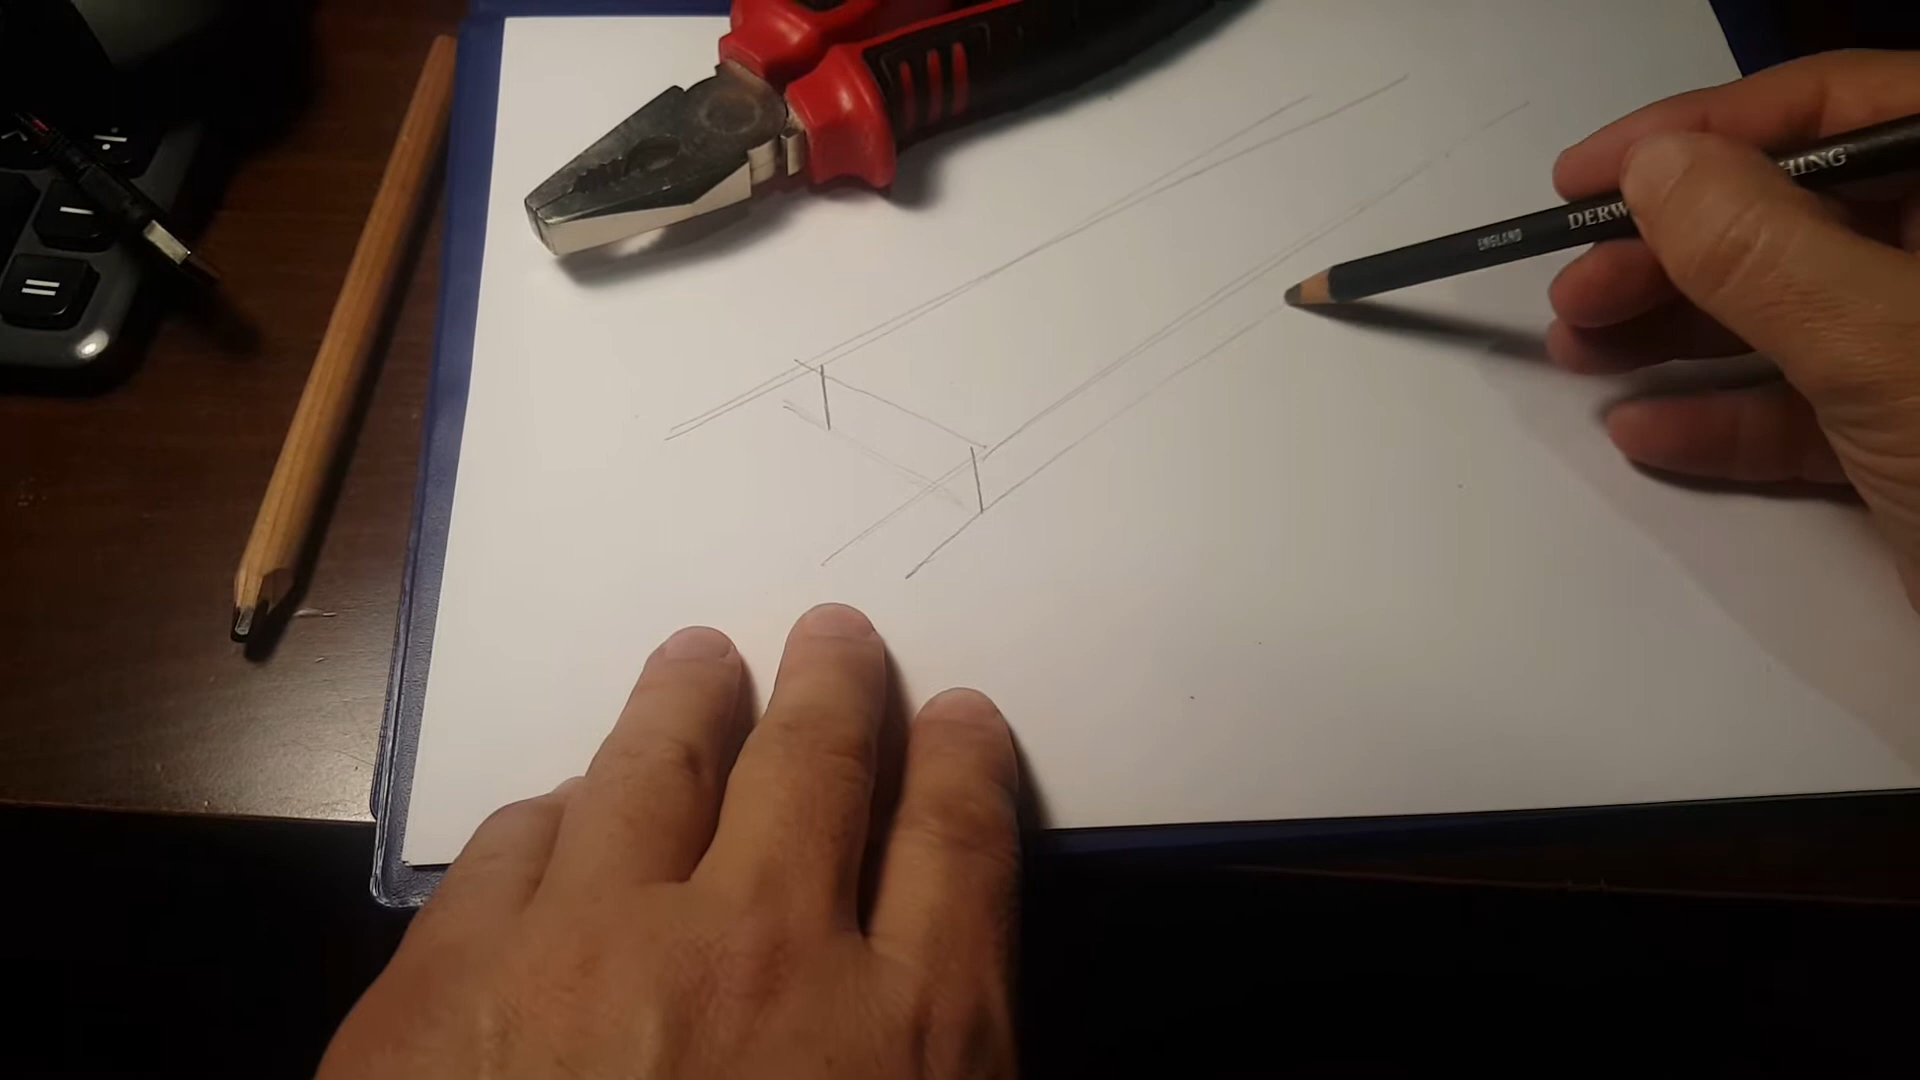 ENGLAND DERW HING
÷
−
=